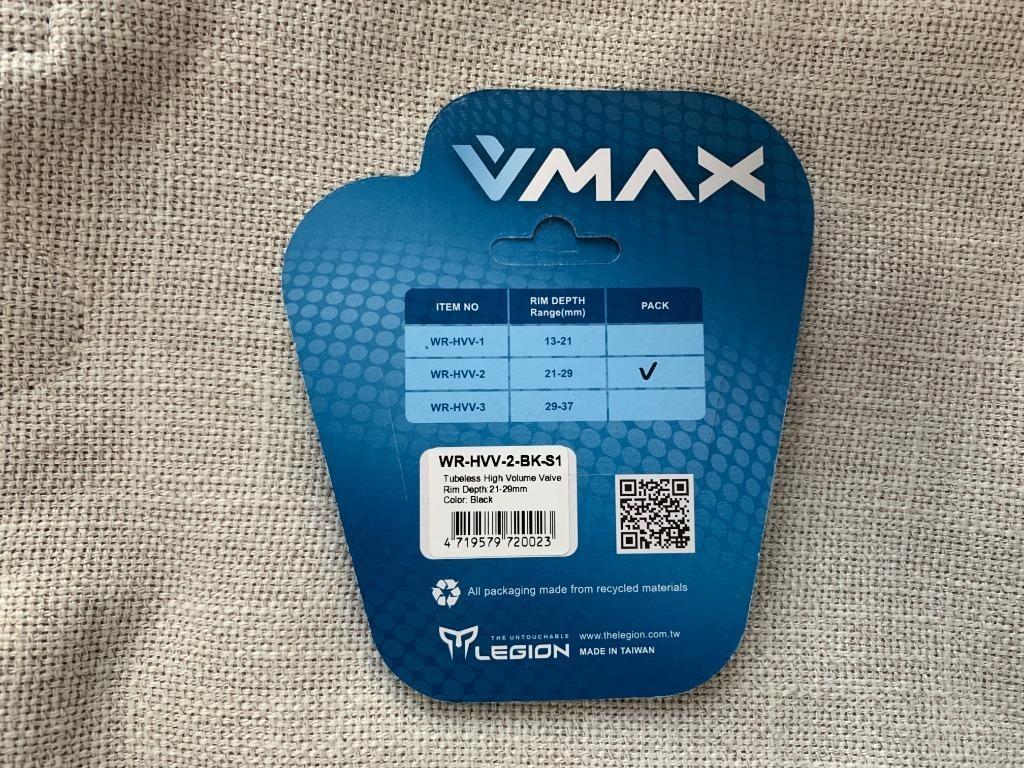 VMAX
ITEM NO RIM DEPTH Range(mm) PACK
WR-HVV-1 13-21
WR-HVV-2 21-29 ✓
WR-HVV-3 29-37
WR-HVV-2-BK-S1
Tubeless High Volume Valve
Rim Depth:21-29mm
Color: Black
4 719579 720023
All packaging made from recycled materials
THE UNTOUCHABLE www.thelegion.com.tw
LEGION MADE IN TAIWAN